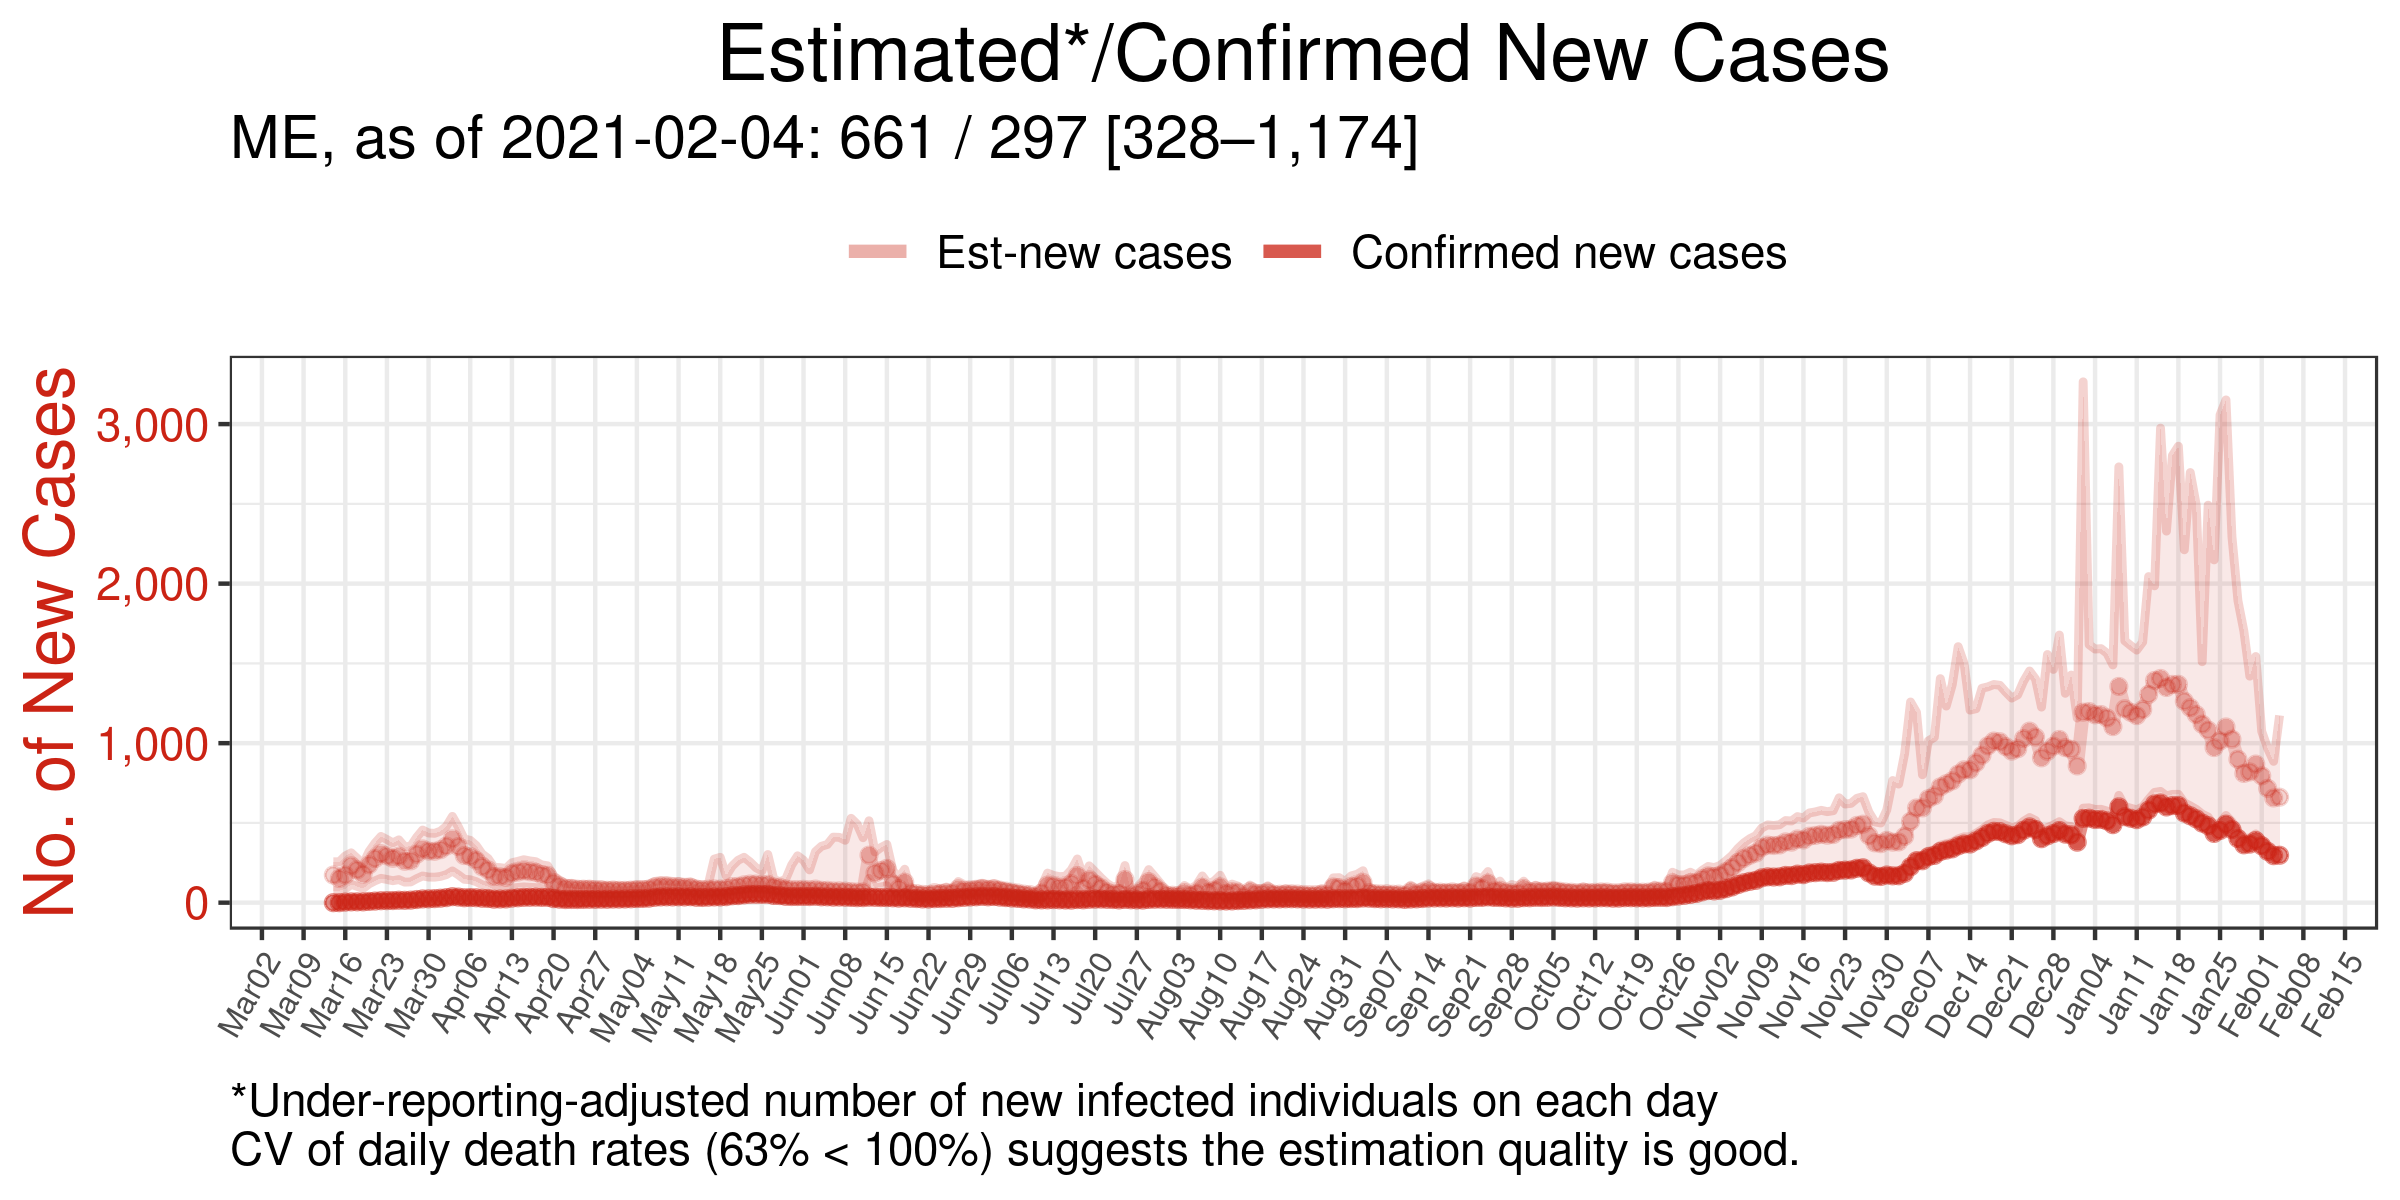 Estimated*/Confirmed New Cases
ME, as of 2021-02-04: 661 / 297 [328–1,174]
Est-new cases Confirmed new cases
No. of New Cases
3,000
2,000
1,000
0
Mar02 Mar09 Mar16 Mar23 Mar30 Apr06 Apr13 Apr20 Apr27 May04 May11 May18 May25 Jun01 Jun08 Jun15 Jun22 Jun29 Jul06 Jul13 Jul20 Jul27 Aug03 Aug10 Aug17 Aug24 Aug31 Sep07 Sep14 Sep21 Sep28 Oct05 Oct12 Oct19 Oct26 Nov02 Nov09 Nov16 Nov23 Nov30 Dec07 Dec14 Dec21 Dec28 Jan04 Jan11 Jan18 Jan25 Feb01 Feb08 Feb15
*Under-reporting-adjusted number of new infected individuals on each day
CV of daily death rates (63% < 100%) suggests the estimation quality is good.